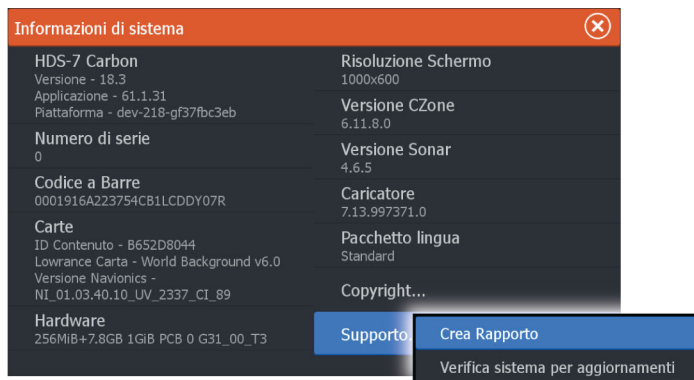 Informazioni di sistema
HDS-7 Carbon
Versione - 18.3
Applicazione - 61.1.31
Piattaforma - dev-218-gf37fbc3eb
Numero di serie
0
Codice a Barre
0001916A223754CB1LCDDY07R
Carte
ID Contenuto - B652D8044
Lowrance Carta - World Background v6.0
Versione Navionics -
NI_01.03.40.10_UV_2337_CI_89
Hardware
256MiB+7.8GB 1GiB PCB 0 G31_00_T3
Risoluzione Schermo
1000x600
Versione CZone
6.11.8.0
Versione Sonar
4.6.5
Caricatore
7.13.997371.0
Pacchetto lingua
Standard
Copyright...
Supporto.
Crea Rapporto
Verifica sistema per aggiornamenti